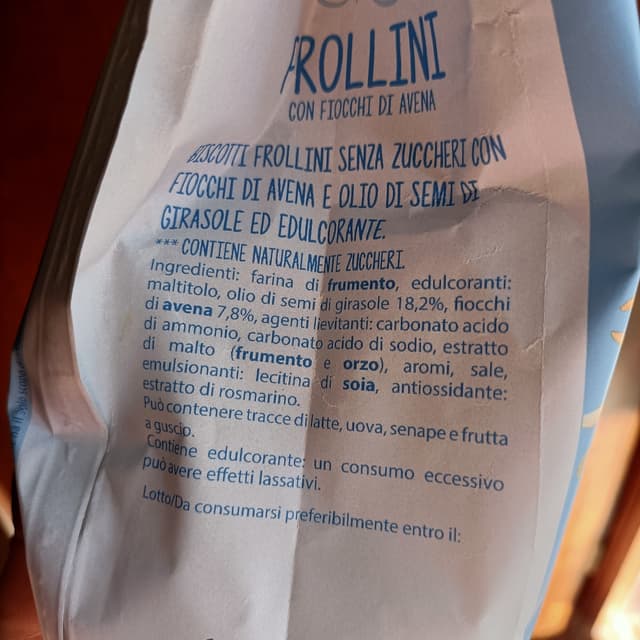 FROLLINI
CON FIOCCHI DI AVENA
BISCOTTI FROLLINI SENZA ZUCCHERI CON
FIOCCHI DI AVENA E OLIO DI SEMI DI
GIRASOLE ED EDULCORANTE.
*** CONTIENE NATURALMENTE ZUCCHERI.
Ingredienti: farina di frumento, edulcoranti:
maltitolo, olio di semi di girasole 18,2%, fiocchi
di avena 7,8%, agenti lievitanti: carbonato acido
di ammonio, carbonato acido di sodio, estratto
di malto (frumento e orzo), aromi, sale,
emulsionanti: lecitina di soia, antiossidante:
estratto di rosmarino.
Può contenere tracce di latte, uova, senape e frutta
a guscio.
Contiene edulcorante: un consumo eccessivo
può avere effetti lassativi.
Lotto/Da consumarsi preferibilmente entro il: